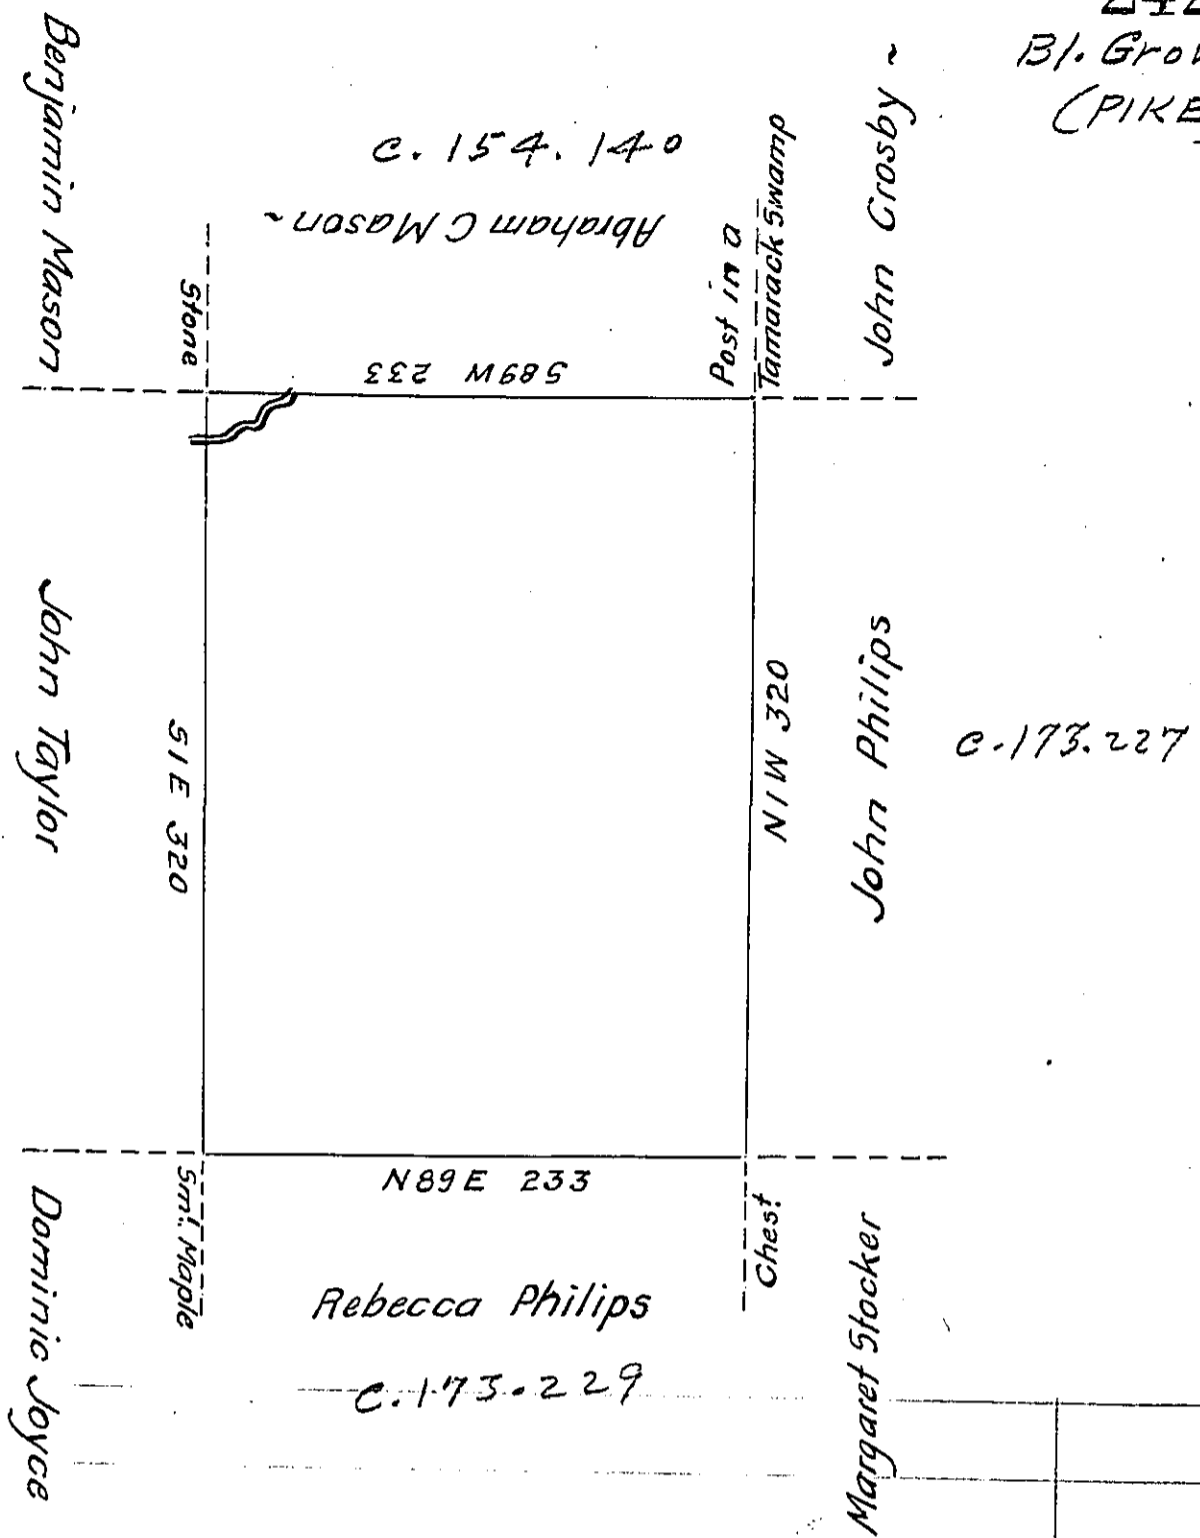 Bl.
(PIKE
John Crosby ~
c. 154. 140
Abraham C Mason ~
Benjamin Mason
Stone
Post in a
Tamarack Swamp
S89W 233
John Taylor
S1E 320
N1W 320
John Philips
c. 173. 227
N89E 233
Sml. Maple
Chest
Rebecca Philips
c. 173. 229
Dominic Joyce
Margaret Stocker